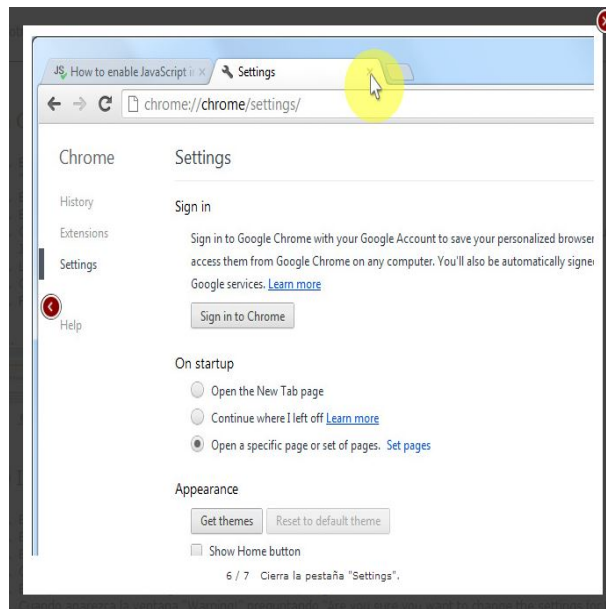 JS, How to enable JavaScript i
Settings
chrome://chrome/settings/
Chrome
Settings
History
Extensions
Settings
Help
Sign in
Sign in to Google Chrome with your Google Account to save your personalized browser
access them from Google Chrome on any computer. You'll also be automatically signe
Google services. Learn more
Sign in to Chrome
On startup
Open the New Tab page
Continue where I left off Learn more
Open a specific page or set of pages. Set pages
Appearance
Get themes Reset to default theme
Show Home button
6 / 7 Cierra la pestaña "Settings".